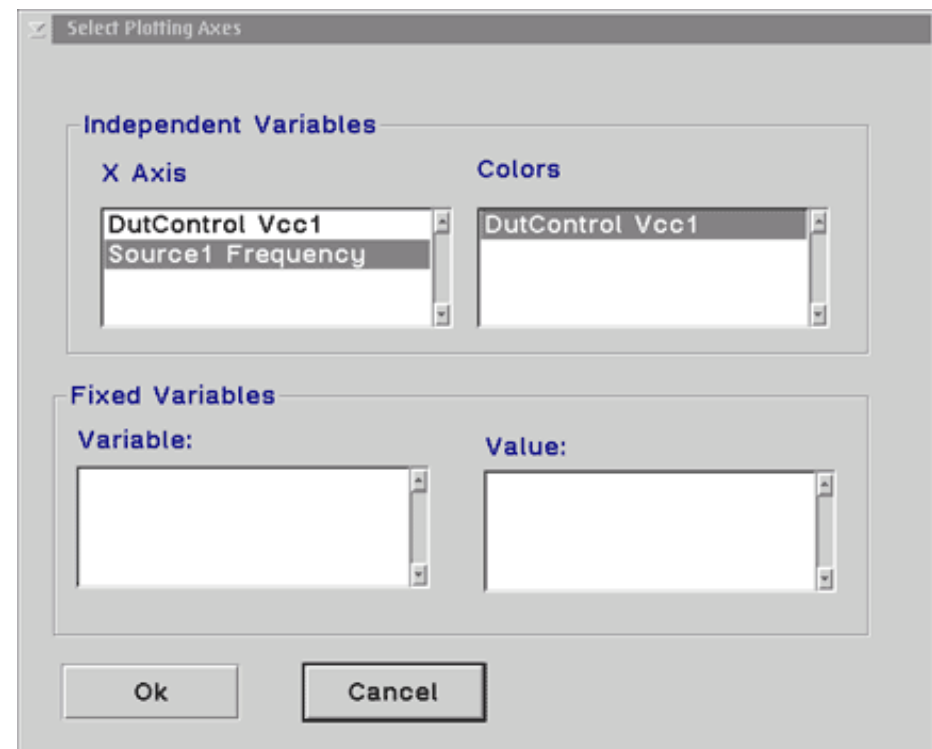 Select Plotting Axes
Independent Variables
X Axis
Colors
DutControl Vcc1
Source1 Frequency
DutControl Vcc1
Fixed Variables
Variable:
Value:
Ok
Cancel